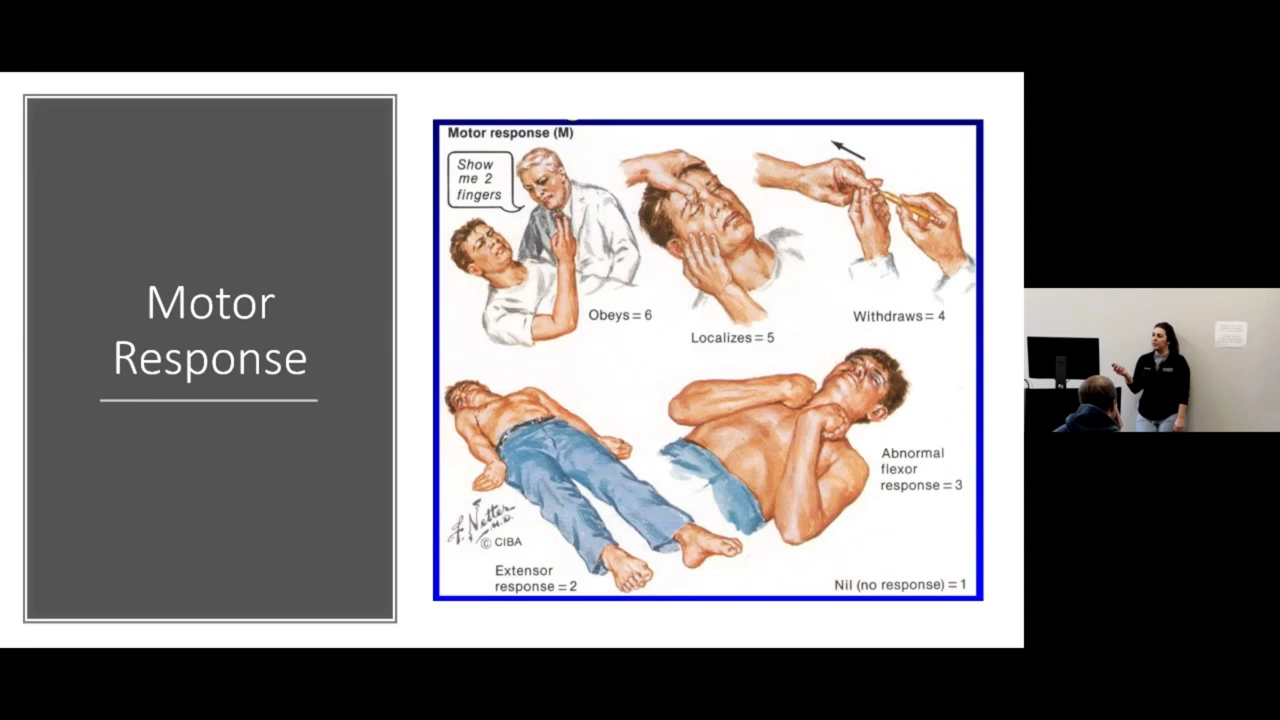 Motor
Response
Motor response (M)
Show
me 2
fingers
Obeys = 6
Localizes = 5
Withdraws = 4
Abnormal
flexor
response = 3
F. Netter
M.D.
© CIBA
Extensor
response = 2
Nil (no response) = 1